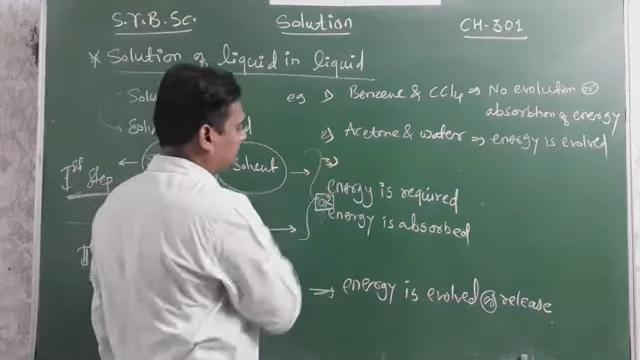 S.Y.B.Sc. Solution CH-301
* Solution of liquid in liquid
eg 1) Benzene & CCl4 ⇒ No evolution or
absorbtion of energy
2) Acetone & water ⇒ energy is evolved
3)
Solvent
Ist step
energy is required
OR
energy is absorbed
→ energy is evolved or release